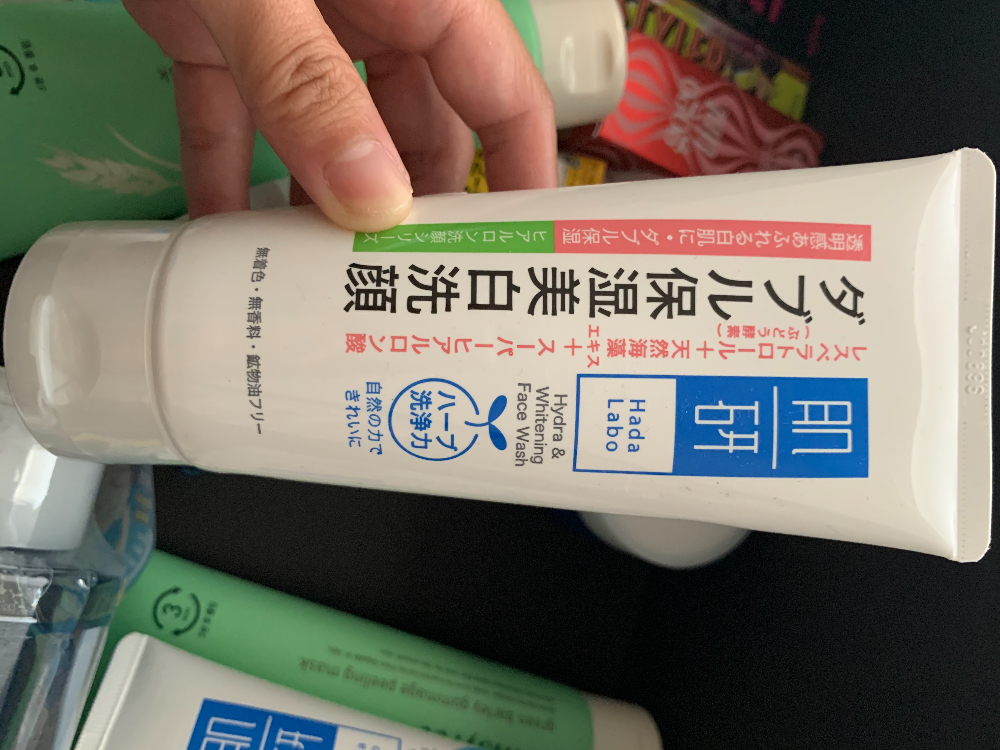 透明感あふれる白肌に・ダブル保湿
ヒアルロン洗顔シリーズ
ダブル保湿美白洗顔
レスベラトロール+天然海藻エキス+スーパーヒアルロン酸
(ぶどう酵素)
肌研
Hada
Labo
Hydra &
Whitening
Face Wash
ハーブ
洗浄力
自然の力で
きれいに
無着色・無香料・鉱物油フリー
green barley gommage peeling mask